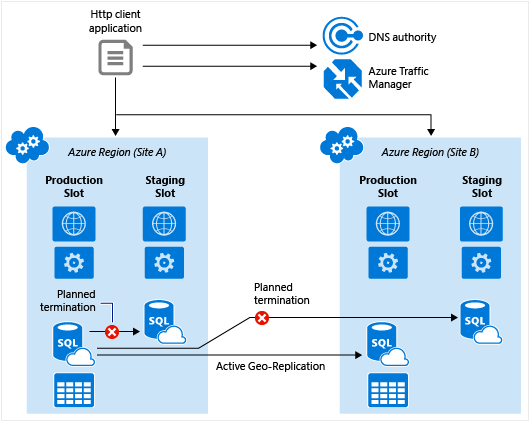 Http client
application
DNS authority
Azure Traffic
Manager
Azure Region (Site A)
Azure Region (Site B)
Production
Slot
Staging
Slot
Production
Slot
Staging
Slot
Planned
termination
Planned
termination
SQL
SQL
SQL
SQL
Active Geo-Replication